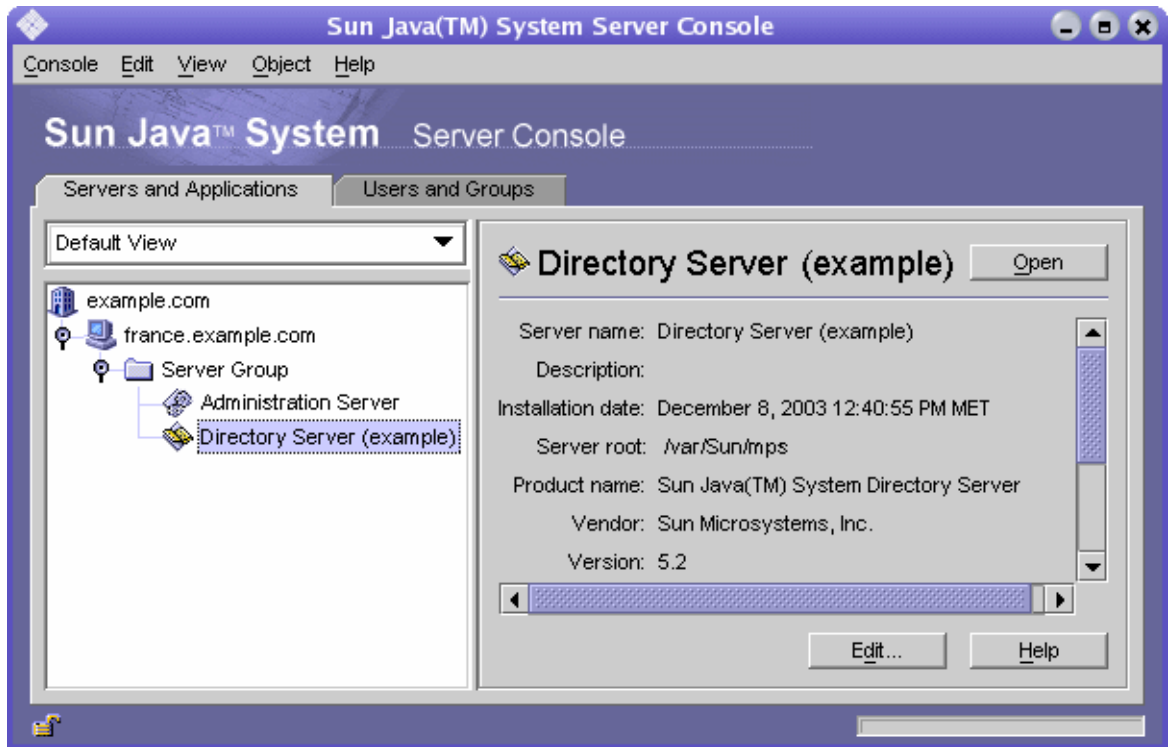 Sun Java(TM) System Server Console
Console Edit View Object Help
Sun Java™ System Server Console
Servers and Applications
Users and Groups
Default View
example.com
france.example.com
Server Group
Administration Server
Directory Server (example)
Directory Server (example)
Open
Server name: Directory Server (example)
Description:
Installation date: December 8, 2003 12:40:55 PM MET
Server root: /var/Sun/mps
Product name: Sun Java(TM) System Directory Server
Vendor: Sun Microsystems, Inc.
Version: 5.2
Edit...
Help